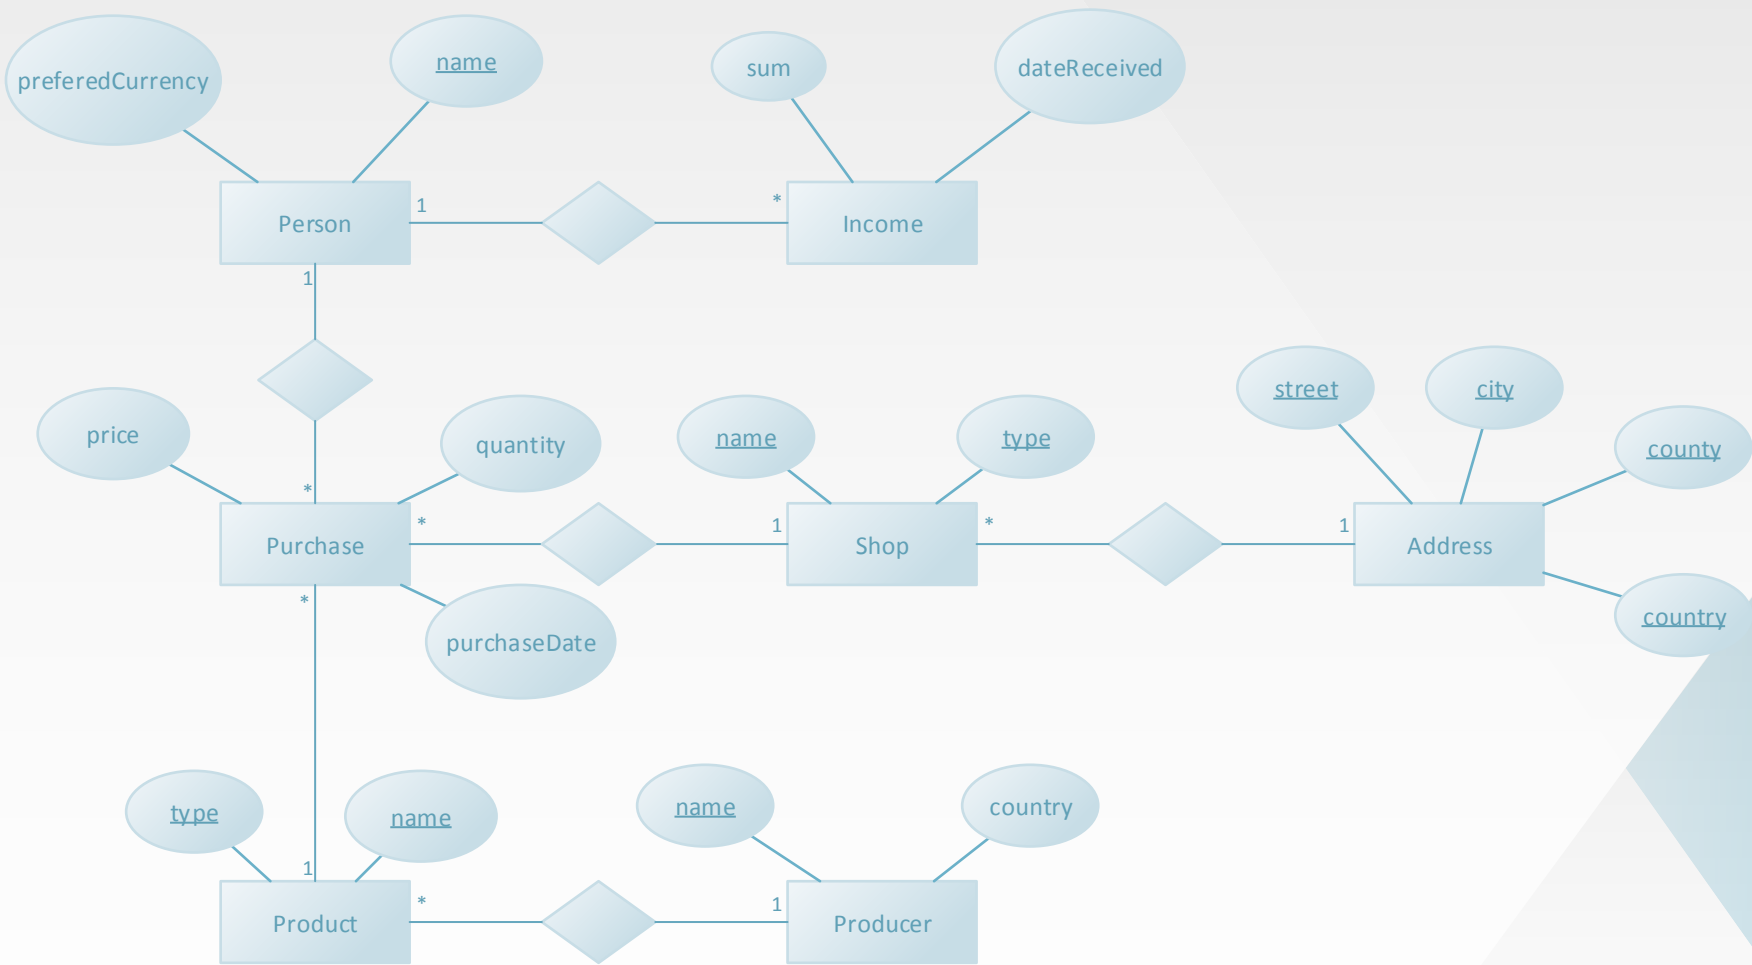 preferedCurrency
name
sum
dateReceived
Person
1
*
Income
1
street
city
county
price
quantity
name
type
*
Purchase
*
1
Shop
*
1
Address
*
purchaseDate
country
type
name
name
country
1
Product
*
1
Producer